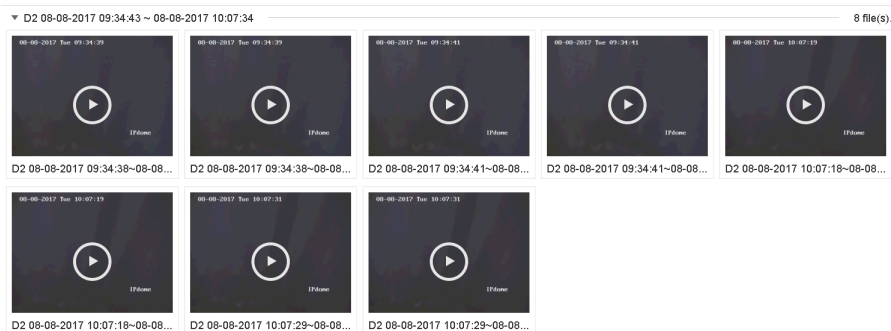 D2 08-08-2017 09:34:43 ~ 08-08-2017 10:07:34
8 file(s).
08-08-2017 Tue 09:34:39
IPdome
D2 08-08-2017 09:34:38~08-08...
08-08-2017 Tue 09:34:39
IPdome
D2 08-08-2017 09:34:38~08-08...
08-08-2017 Tue 09:34:41
IPdome
D2 08-08-2017 09:34:41~08-08...
08-08-2017 Tue 09:34:41
IPdome
D2 08-08-2017 09:34:41~08-08...
08-08-2017 Tue 10:07:19
IPdome
D2 08-08-2017 10:07:18~08-08...
08-08-2017 Tue 10:07:19
IPdome
D2 08-08-2017 10:07:18~08-08...
08-08-2017 Tue 10:07:31
IPdome
D2 08-08-2017 10:07:29~08-08...
08-08-2017 Tue 10:07:31
IPdome
D2 08-08-2017 10:07:29~08-08...